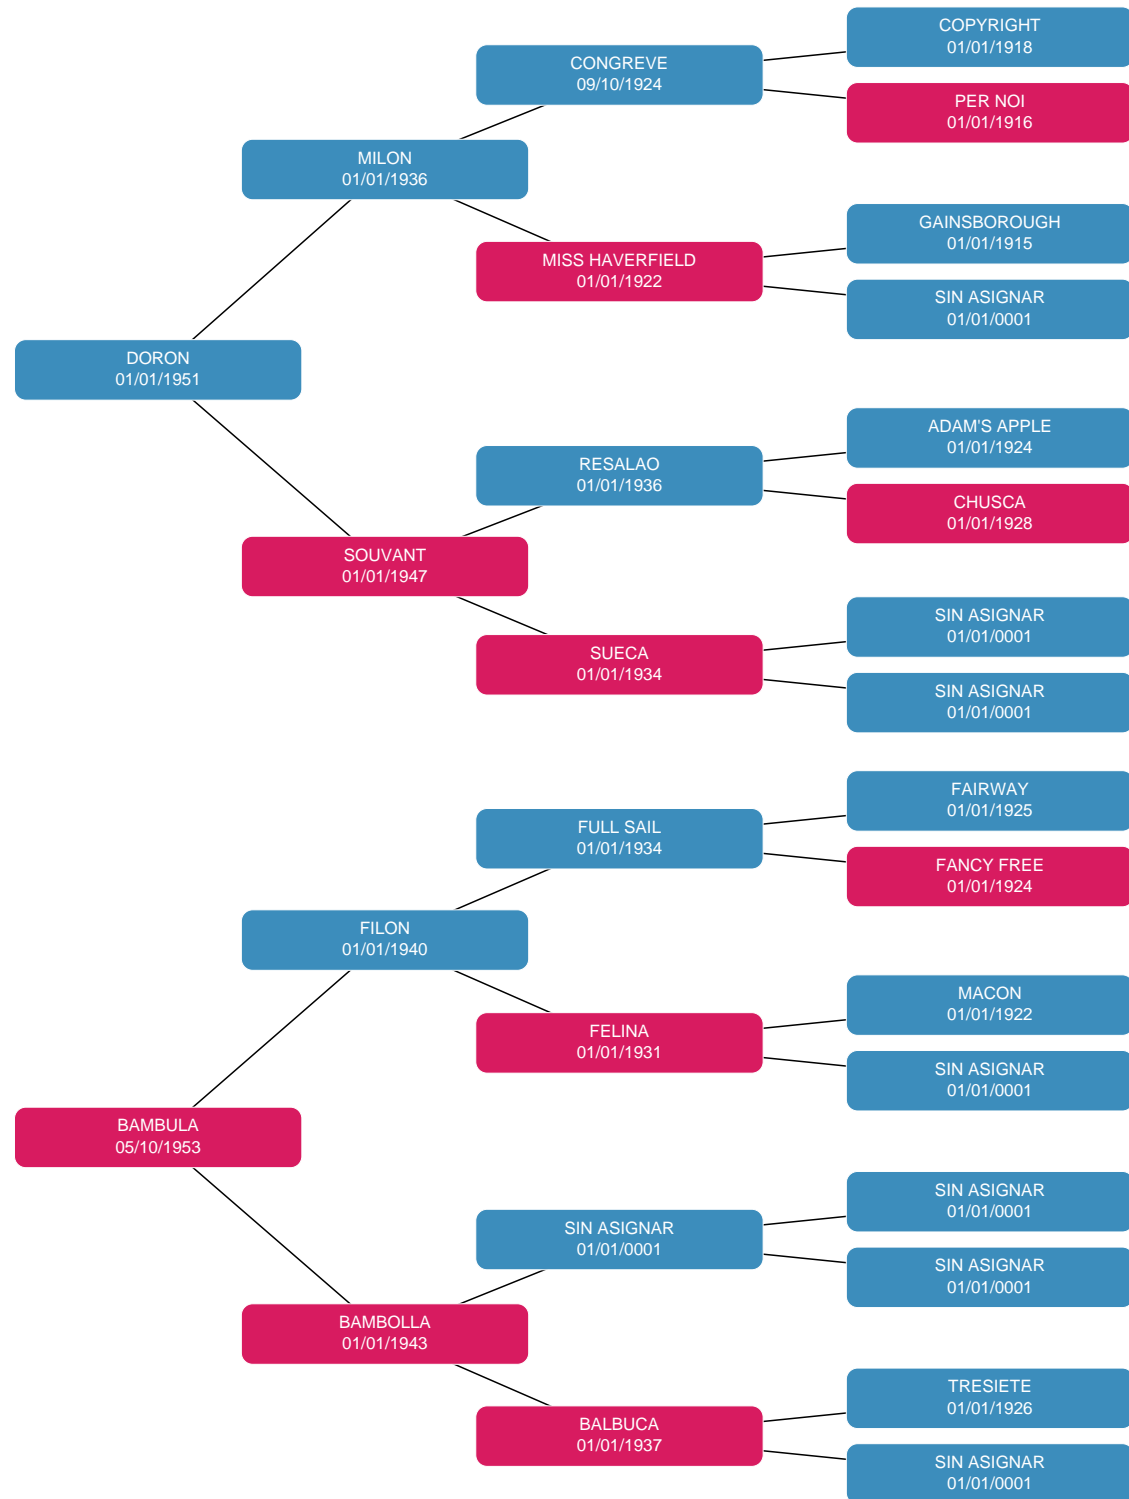 COPYRIGHT
01/01/1918
CONGREVE
09/10/1924
PER NOI
01/01/1916
MILON
01/01/1936
GAINSBOROUGH
01/01/1915
MISS HAVERFIELD
01/01/1922
SIN ASIGNAR
01/01/0001
DORON
01/01/1951
ADAM'S APPLE
01/01/1924
RESALAO
01/01/1936
CHUSCA
01/01/1928
SOUVANT
01/01/1947
SIN ASIGNAR
01/01/0001
SUECA
01/01/1934
SIN ASIGNAR
01/01/0001
FAIRWAY
01/01/1925
FULL SAIL
01/01/1934
FANCY FREE
01/01/1924
FILON
01/01/1940
MACON
01/01/1922
FELINA
01/01/1931
SIN ASIGNAR
01/01/0001
BAMBULA
05/10/1953
SIN ASIGNAR
01/01/0001
SIN ASIGNAR
01/01/0001
SIN ASIGNAR
01/01/0001
BAMBOLLA
01/01/1943
TRESIETE
01/01/1926
BALBUCA
01/01/1937
SIN ASIGNAR
01/01/0001